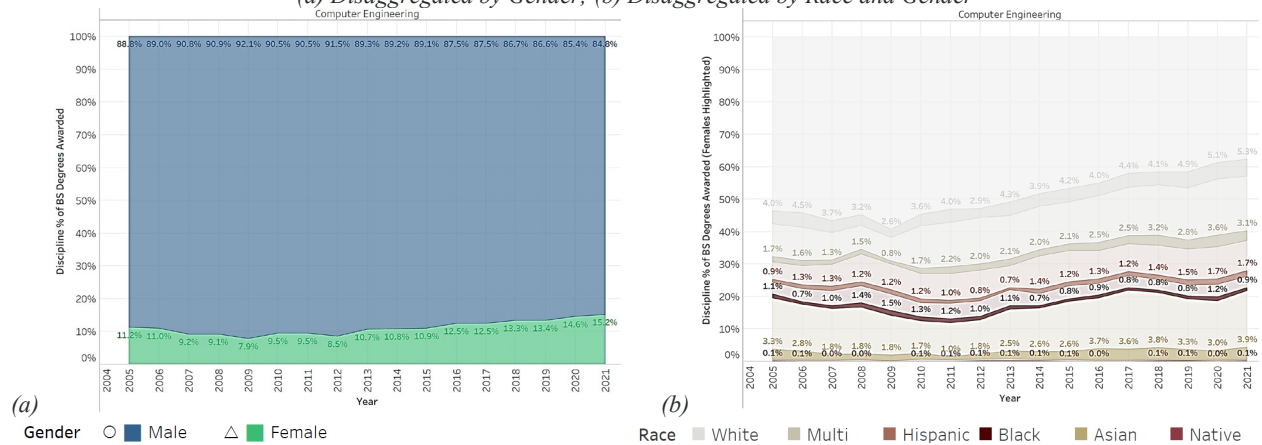 (a) Disaggregated by Gender; (b) Disaggregated by Race and Gender
Computer Engineering
Discipline % of BS Degrees Awarded
100%
90%
80%
70%
60%
50%
40%
30%
20%
10%
0%
88.8% 89.0% 90.8% 90.9% 92.1% 90.5% 90.5% 91.5% 89.3% 89.2% 89.1% 87.5% 87.5% 86.7% 86.6% 85.4% 84.8%
11.2% 11.0% 9.2% 9.1% 7.9% 9.5% 9.5% 8.5% 10.7% 10.8% 10.9% 12.5% 12.5% 13.3% 13.4% 14.6% 15.2%
2004 2005 2006 2007 2008 2009 2010 2011 2012 2013 2014 2015 2016 2017 2018 2019 2020 2021
Year
(a)
Gender Male Female
Computer Engineering
Discipline % of BS Degrees Awarded (Females Highlighted)
100%
90%
80%
70%
60%
50%
40%
30%
20%
10%
0%
4.0% 4.5% 3.7% 3.2% 2.6% 3.6% 4.0% 2.9% 4.3% 3.9% 4.2% 4.0% 4.4% 4.1% 4.9% 5.1% 5.3%
1.7% 1.6% 1.3% 1.5% 0.8% 1.7% 2.2% 2.0% 2.1% 2.0% 2.1% 2.5% 2.5% 3.2% 2.8% 3.6% 3.1%
0.9% 1.3% 1.3% 1.2% 1.2% 1.2% 1.0% 0.8% 0.7% 1.4% 1.2% 1.3% 1.2% 1.4% 1.5% 1.7% 1.7%
1.1% 0.7% 1.0% 1.4% 1.5% 1.3% 1.2% 1.0% 1.1% 0.7% 0.8% 0.9% 0.8% 0.8% 0.8% 1.2% 0.9%
3.3% 2.8% 1.8% 1.8% 1.8% 1.7% 1.0% 1.8% 2.5% 2.6% 2.6% 3.7% 3.6% 3.8% 3.3% 3.0% 3.9%
0.1% 0.1% 0.0% 0.0% 0.1% 0.1% 0.1% 0.1% 0.1% 0.0% 0.1% 0.1% 0.1% 0.1%
2004 2005 2006 2007 2008 2009 2010 2011 2012 2013 2014 2015 2016 2017 2018 2019 2020 2021
Year
(b)
Race White Multi Hispanic Black Asian Native